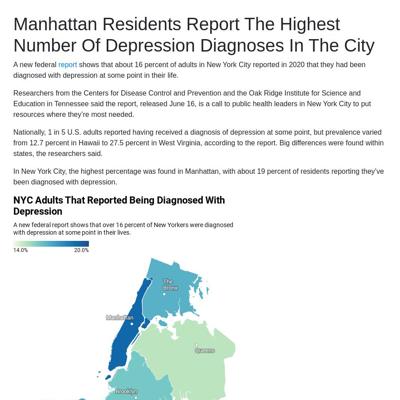 Manhattan Residents Report The Highest
Number Of Depression Diagnoses In The City
A new federal report shows that about 16 percent of adults in New York City reported in 2020 that they had been
diagnosed with depression at some point in their life.
Researchers from the Centers for Disease Control and Prevention and the Oak Ridge Institute for Science and
Education in Tennessee said the report, released June 16, is a call to public health leaders in New York City to put
resources where they're most needed.
Nationally, 1 in 5 U.S. adults reported having received a diagnosis of depression at some point, but prevalence varied
from 12.7 percent in Hawaii to 27.5 percent in West Virginia, according to the report. Big differences were found within
states, the researchers said.
In New York City, the highest percentage was found in Manhattan, with about 19 percent of residents reporting they've
been diagnosed with depression.
NYC Adults That Reported Being Diagnosed With
Depression
A new federal report shows that over 16 percent of New Yorkers were diagnosed
with depression at some point in their lives.
14.0% 20.0%
The
Bronx
Manhattan
Queens
Brooklyn